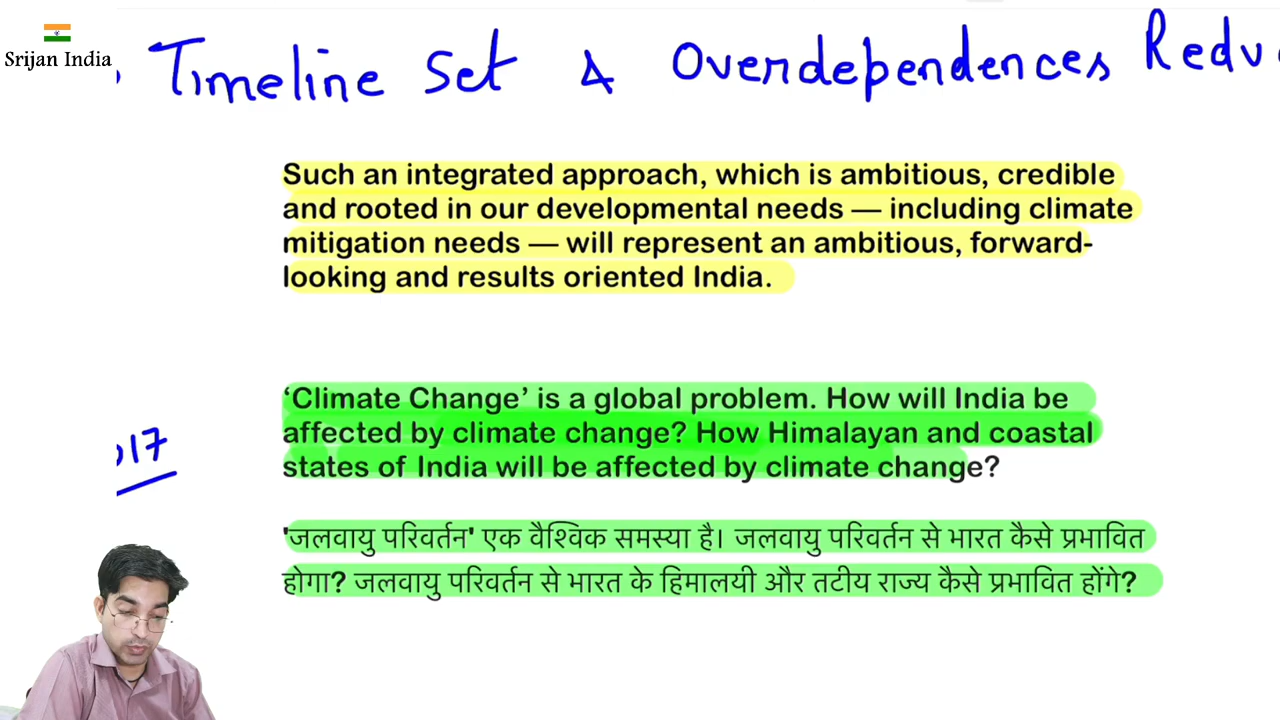 Srijan India
Timeline Set & Overdependences
Such an integrated approach, which is ambitious, credible
and rooted in our developmental needs — including climate
mitigation needs — will represent an ambitious, forward-
looking and results oriented India.
‘Climate Change’ is a global problem. How will India be
affected by climate change? How Himalayan and coastal
states of India will be affected by climate change?
17
'जलवायु परिवर्तन' एक वैश्विक समस्या है। जलवायु परिवर्तन से भारत कैसे प्रभावित
होगा? जलवायु परिवर्तन से भारत के हिमालयी और तटीय राज्य कैसे प्रभावित होंगे?